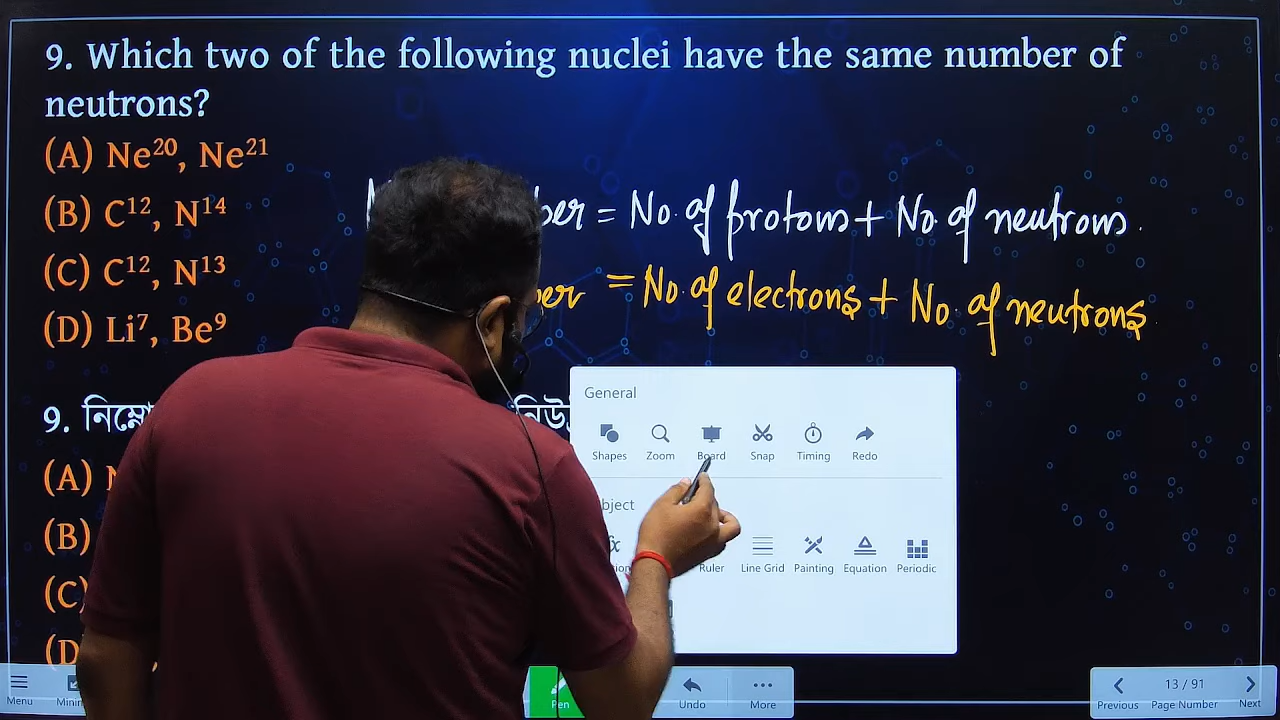 9. Which two of the following nuclei have the same number of
neutrons?
(A) Ne²⁰, Ne²¹
(B) C¹², N¹⁴
(C) C¹², N¹³
(D) Li⁷, Be⁹
= No. of protons + No. of neutrons.
= No. of electrons + No. of neutrons
9.
(A)
(B)
(C)
(D
General
Shapes Zoom Board Snap Timing Redo
Ruler Line Grid Painting Equation Periodic
Menu Pen Undo More
13 / 91
Previous Page Number Next